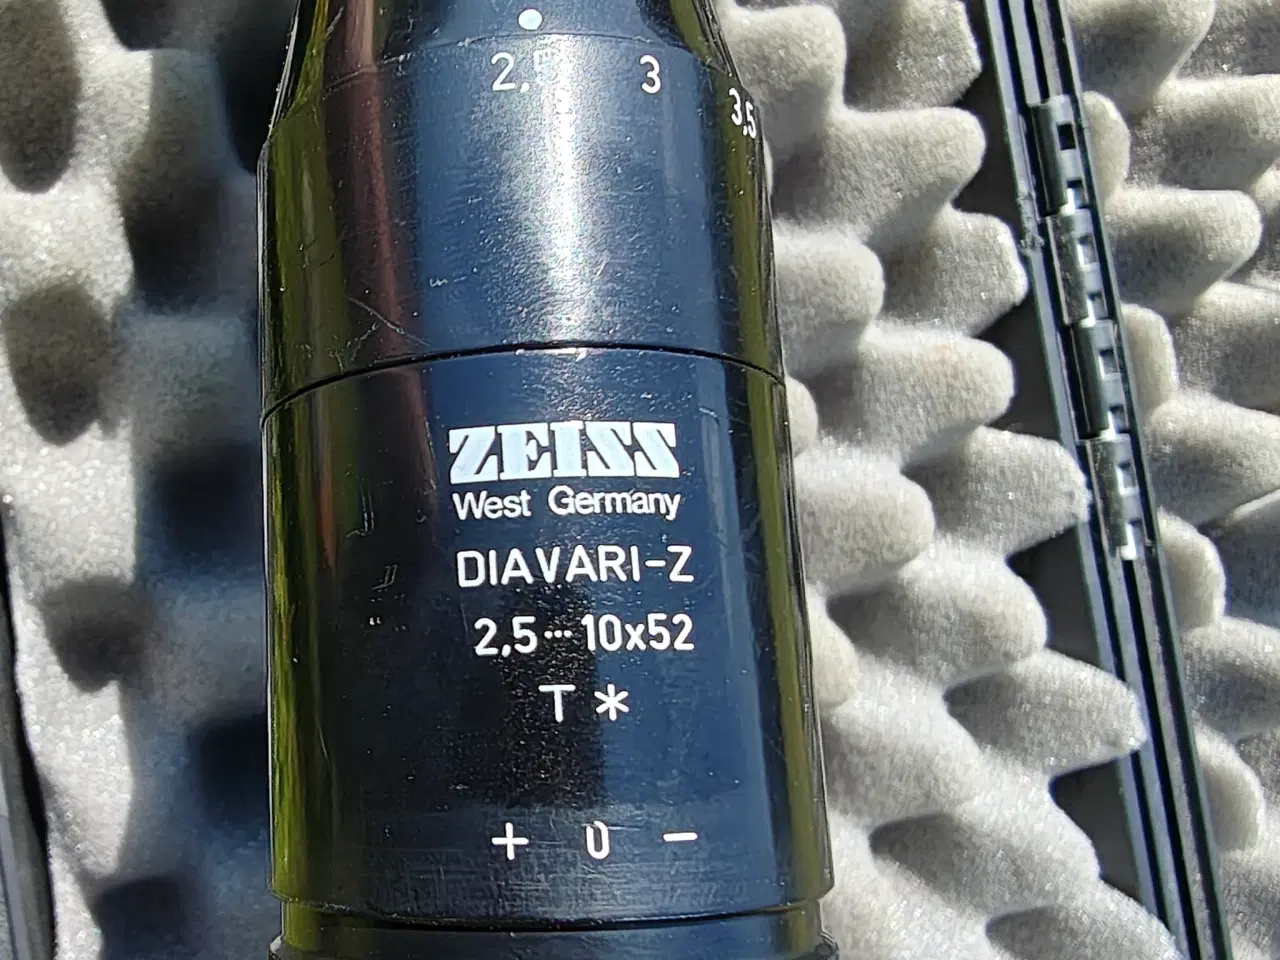 2,5 3 3,5
ZEISS
West Germany
DIAVARI-Z
2,5···10x52
T *
+ 0 -